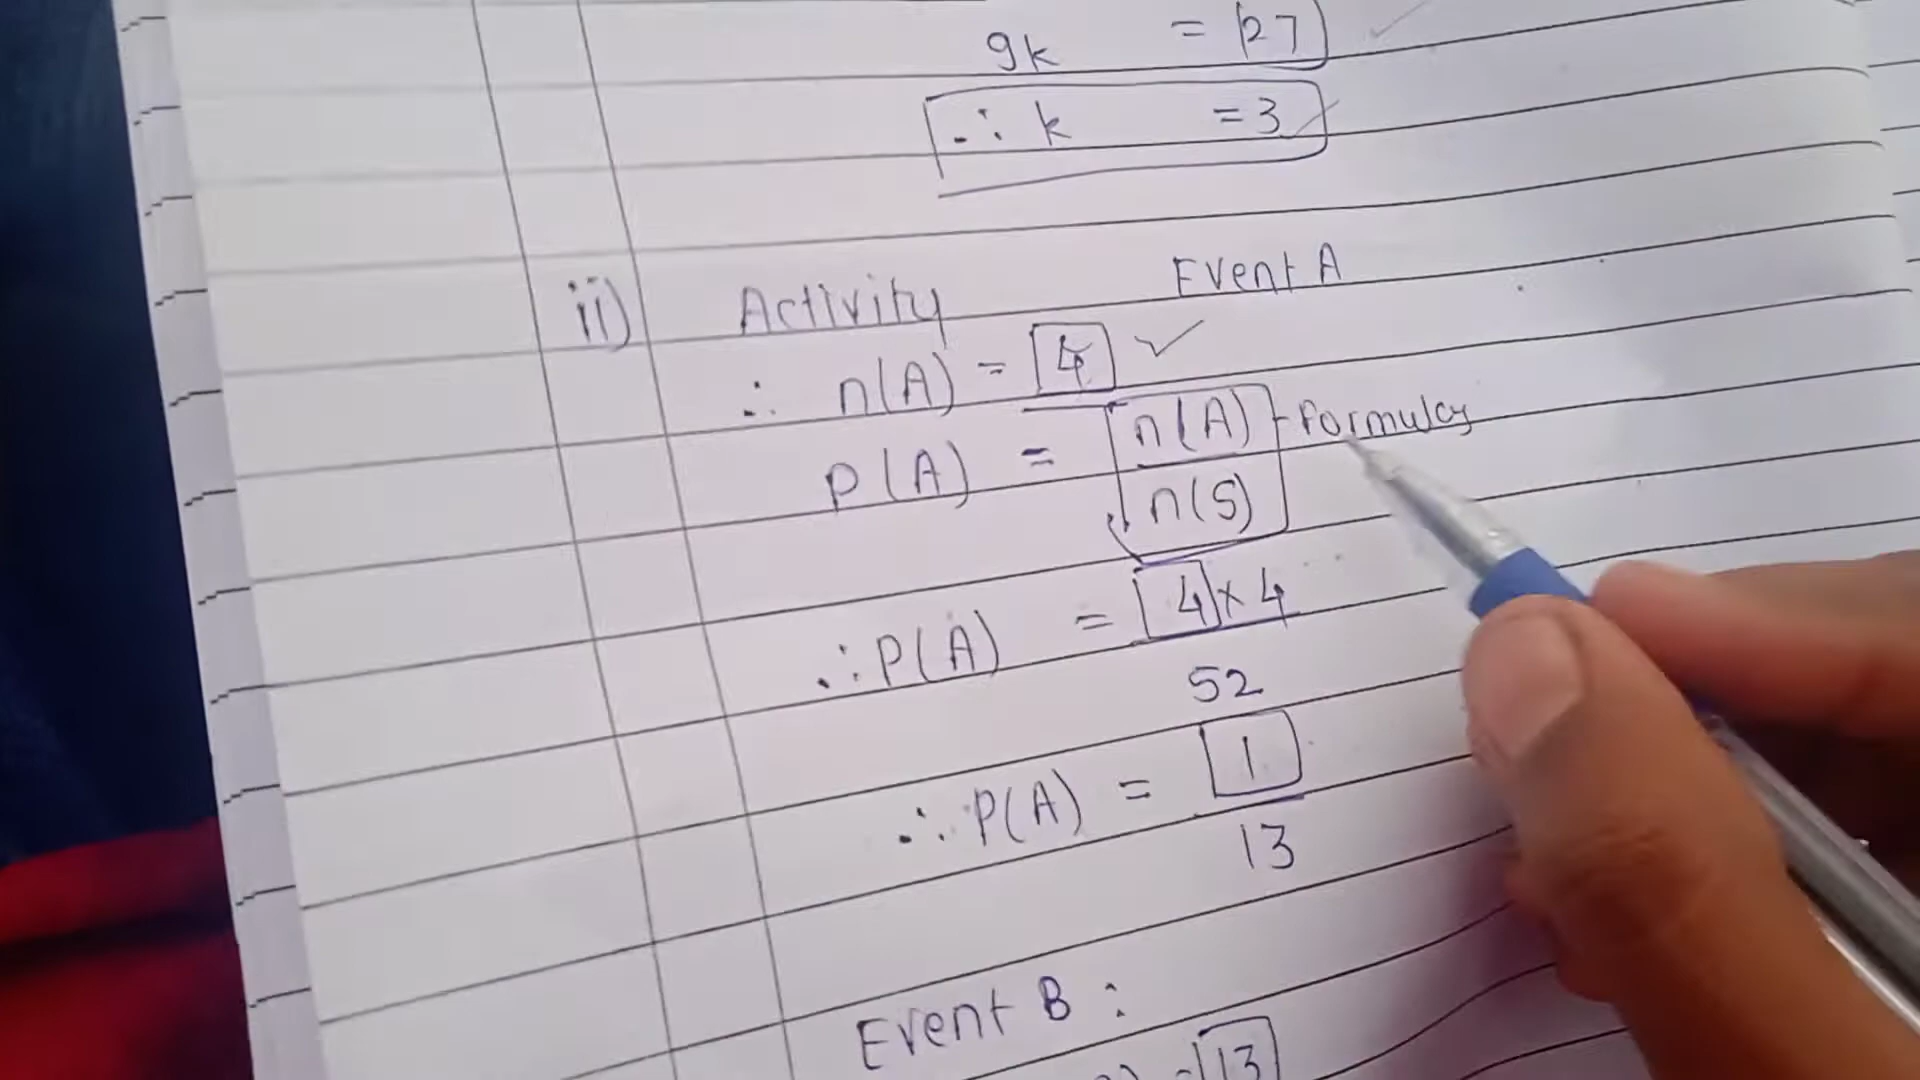 9k = 27
∴ k = 3
ii) Activity Event A
∴ n(A) = 4 ✓
P(A) = n(A) - Formula
n(S)
∴ P(A) = 4 × 4
52
∴ P(A) = 1
13
Event B :
= 13